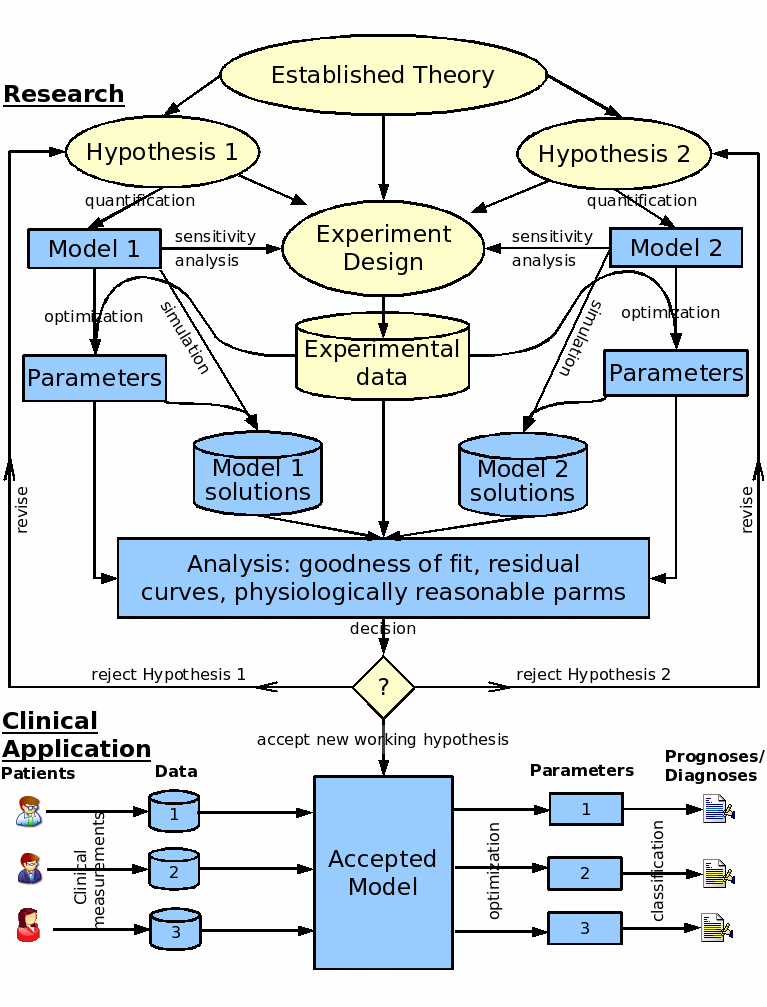 Established Theory
Research
Hypothesis 1
Hypothesis 2
quantification
quantification
Model 1
sensitivity
analysis
Experiment
Design
sensitivity
analysis
Model 2
optimization
simulation
simulation
optimization
Parameters
Experimental
data
Parameters
Model 1
solutions
Model 2
solutions
revise
revise
Analysis: goodness of fit, residual
curves, physiologically reasonable parms
decision
reject Hypothesis 1
?
reject Hypothesis 2
Clinical
Application
accept new working hypothesis
Patients
Data
Parameters
Prognoses/
Diagnoses
Clinical
measurements
1
2
3
Accepted
Model
optimization
1
2
3
classification